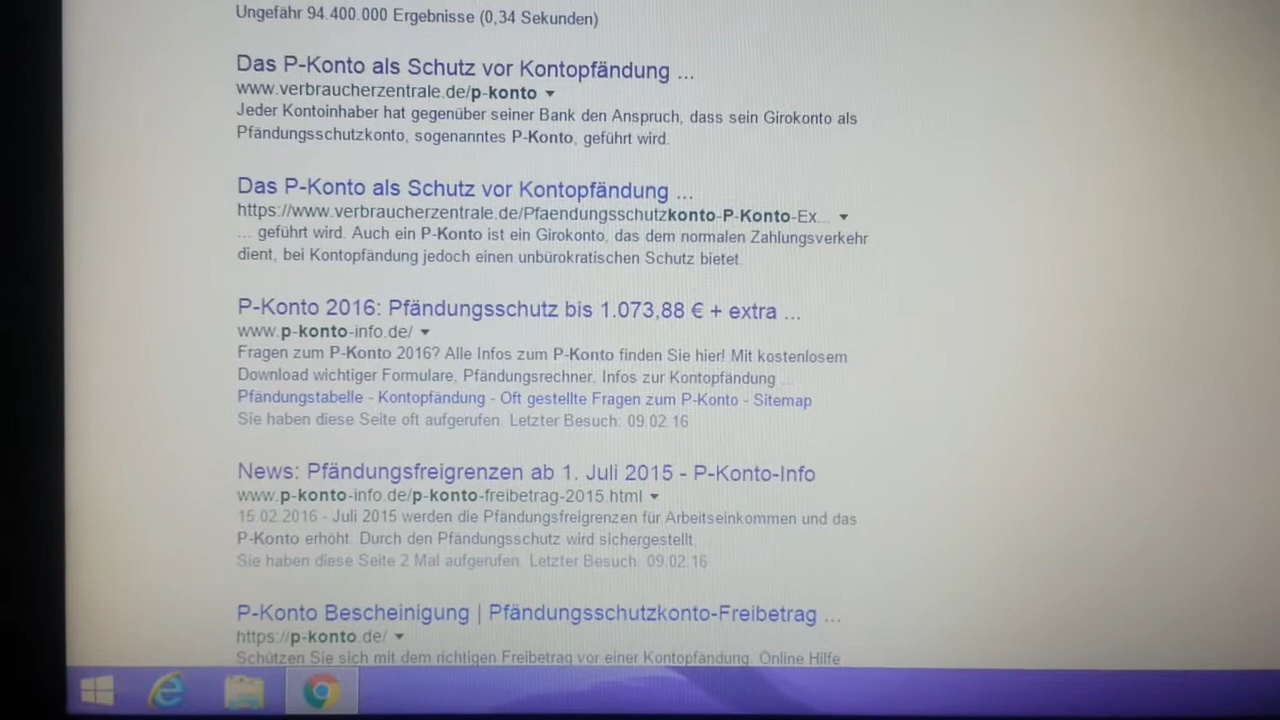 Ungefähr 94.400.000 Ergebnisse (0,34 Sekunden)
Das P-Konto als Schutz vor Kontopfändung ...
www.verbraucherzentrale.de/p-konto
Jeder Kontoinhaber hat gegenüber seiner Bank den Anspruch, dass sein Girokonto als
Pfändungsschutzkonto, sogenanntes P-Konto, geführt wird.
Das P-Konto als Schutz vor Kontopfändung ...
https://www.verbraucherzentrale.de/Pfaendungsschutzkonto-P-Konto-Ex...
... geführt wird. Auch ein P-Konto ist ein Girokonto, das dem normalen Zahlungsverkehr
dient, bei Kontopfändung jedoch einen unbürokratischen Schutz bietet.
P-Konto 2016: Pfändungsschutz bis 1.073,88 € + extra ...
www.p-konto-info.de/
Fragen zum P-Konto 2016? Alle Infos zum P-Konto finden Sie hier! Mit kostenlosem
Download wichtiger Formulare, Pfändungsrechner, Infos zur Kontopfändung ...
Pfändungstabelle - Kontopfändung - Oft gestellte Fragen zum P-Konto - Sitemap
Sie haben diese Seite oft aufgerufen. Letzter Besuch: 09.02.16
News: Pfändungsfreigrenzen ab 1. Juli 2015 - P-Konto-Info
www.p-konto-info.de/p-konto-freibetrag-2015.html
15.02.2016 - Juli 2015 werden die Pfändungsfreigrenzen für Arbeitseinkommen und das
P-Konto erhöht. Durch den Pfändungsschutz wird sichergestellt,
Sie haben diese Seite 2 Mal aufgerufen. Letzter Besuch: 09.02.16
P-Konto Bescheinigung | Pfändungsschutzkonto-Freibetrag ...
https://p-konto.de/
Schützen Sie sich mit dem richtigen Freibetrag vor einer Kontopfändung. Online Hilfe